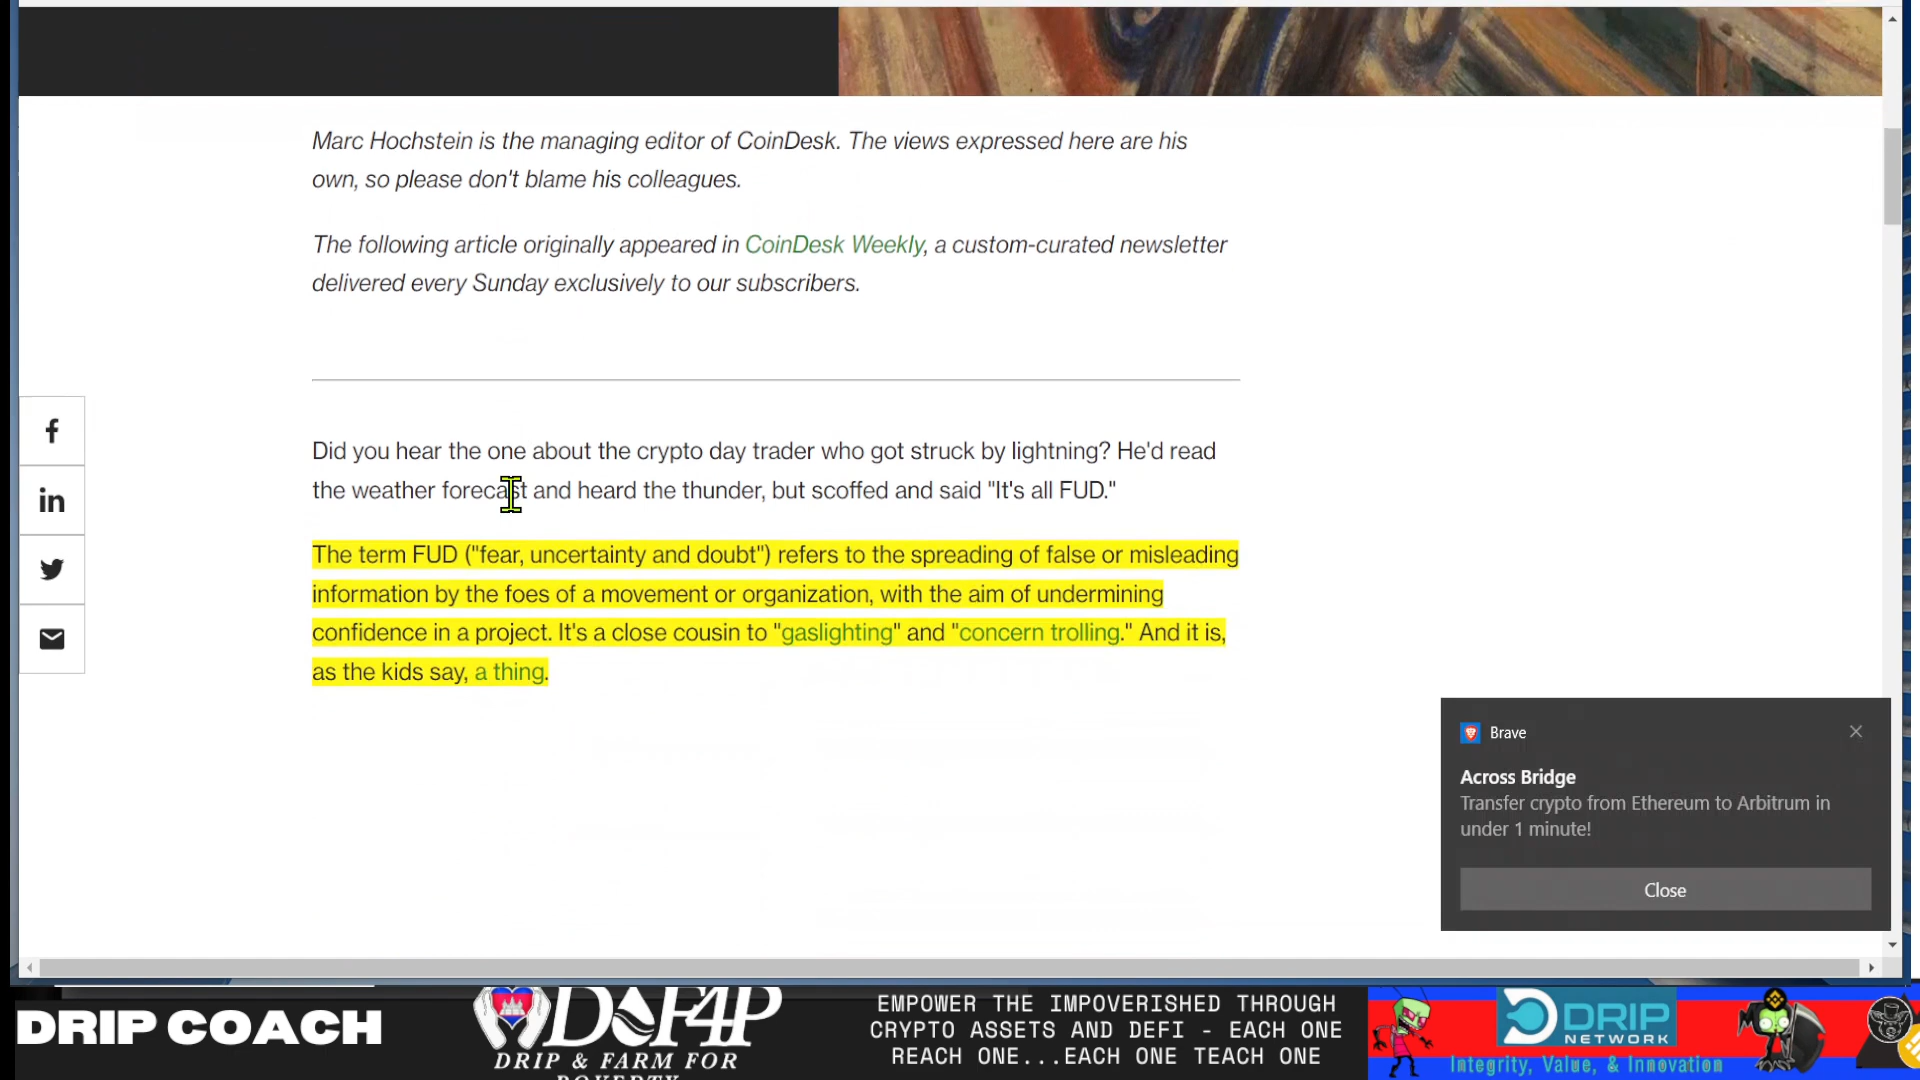 Marc Hochstein is the managing editor of CoinDesk. The views expressed here are his
own, so please don't blame his colleagues.
The following article originally appeared in CoinDesk Weekly, a custom-curated newsletter
delivered every Sunday exclusively to our subscribers.
Did you hear the one about the crypto day trader who got struck by lightning? He'd read
the weather forecast and heard the thunder, but scoffed and said "It's all FUD."
The term FUD ("fear, uncertainty and doubt") refers to the spreading of false or misleading
information by the foes of a movement or organization, with the aim of undermining
confidence in a project. It's a close cousin to "gaslighting" and "concern trolling." And it is,
as the kids say, a thing.
Brave
Across Bridge
Transfer crypto from Ethereum to Arbitrum in
under 1 minute!
Close
DRIP COACH
D&F4P
DRIP & FARM FOR
POVERTY
EMPOWER THE IMPOVERISHED THROUGH
CRYPTO ASSETS AND DEFI - EACH ONE
REACH ONE...EACH ONE TEACH ONE
DRIP
NETWORK
Integrity, Value, & Innovation